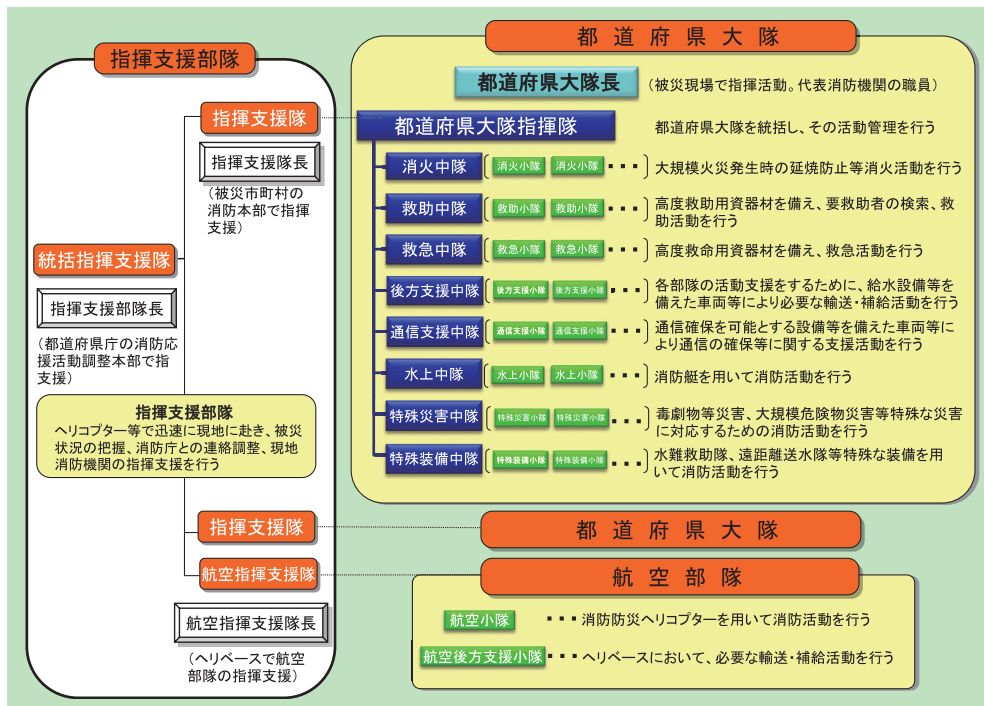 指揮支援部隊
指揮支援隊
指揮支援隊長
(被災市町村の
消防本部で指揮
支援)
統括指揮支援隊
指揮支援部隊長
(都道府県庁の消防応
援活動調整本部で指
支援)
指揮支援部隊
ヘリコプター等で迅速に現地に赴き、被災
状況の把握、消防庁との連絡調整、現地
消防機関の指揮支援を行う
指揮支援隊
航空指揮支援隊
航空指揮支援隊長
(ヘリベースで航空
部隊の指揮支援)
都道府県大隊
都道府県大隊長 (被災現場で指揮活動。代表消防機関の職員)
都道府県大隊指揮隊 都道府県大隊を統括し、その活動管理を行う
消火中隊 消火小隊 消火小隊 ・・・ 大規模火災発生時の延焼防止等消火活動を行う
救助中隊 救助小隊 救助小隊 ・・・ 高度救助用資器材を備え、要救助者の検索、救
助活動を行う
救急中隊 救急小隊 救急小隊 ・・・ 高度救命用資器材を備え、救急活動を行う
後方支援中隊 後方支援小隊 後方支援小隊 ・・・ 各部隊の活動支援をするために、給水設備等を
備えた車両等により必要な輸送・補給活動を行う
通信支援中隊 通信支援小隊 通信支援小隊 ・・・ 通信確保を可能とする設備等を備えた車両等に
より通信の確保等に関する支援活動を行う
水上中隊 水上小隊 水上小隊 ・・・ 消防艇を用いて消防活動を行う
特殊災害中隊 特殊災害小隊 特殊災害小隊 ・・・ 毒劇物等災害、大規模危険物災害等特殊な災害
に対応するための消防活動を行う
特殊装備中隊 特殊装備小隊 特殊装備小隊 ・・・ 水難救助隊、遠距離送水隊等特殊な装備を用
いて消防活動を行う
都道府県大隊
航空部隊
航空小隊 ・・・消防防災ヘリコプターを用いて消防活動を行う
航空後方支援小隊 ・・・ヘリベースにおいて、必要な輸送・補給活動を行う